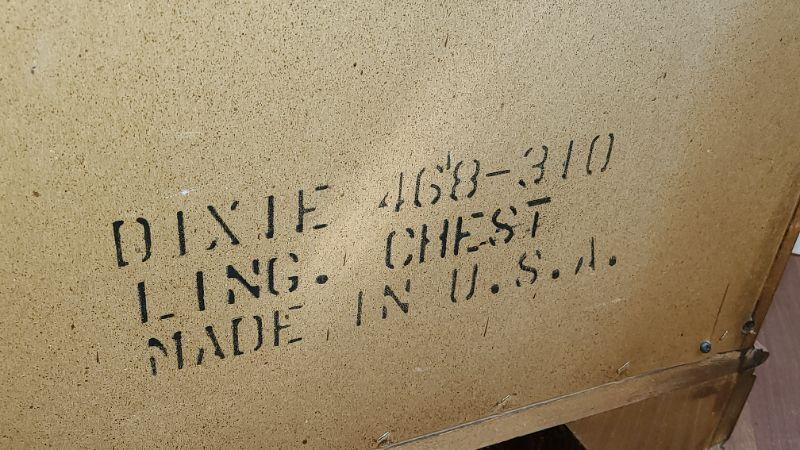 DIXIE 468-310
LING. CHEST
MADE IN U.S.A.